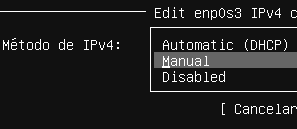 Edit enp0s3 IPv4 c
Método de IPv4:
Automatic (DHCP)
Manual
Disabled
[ Cancelar